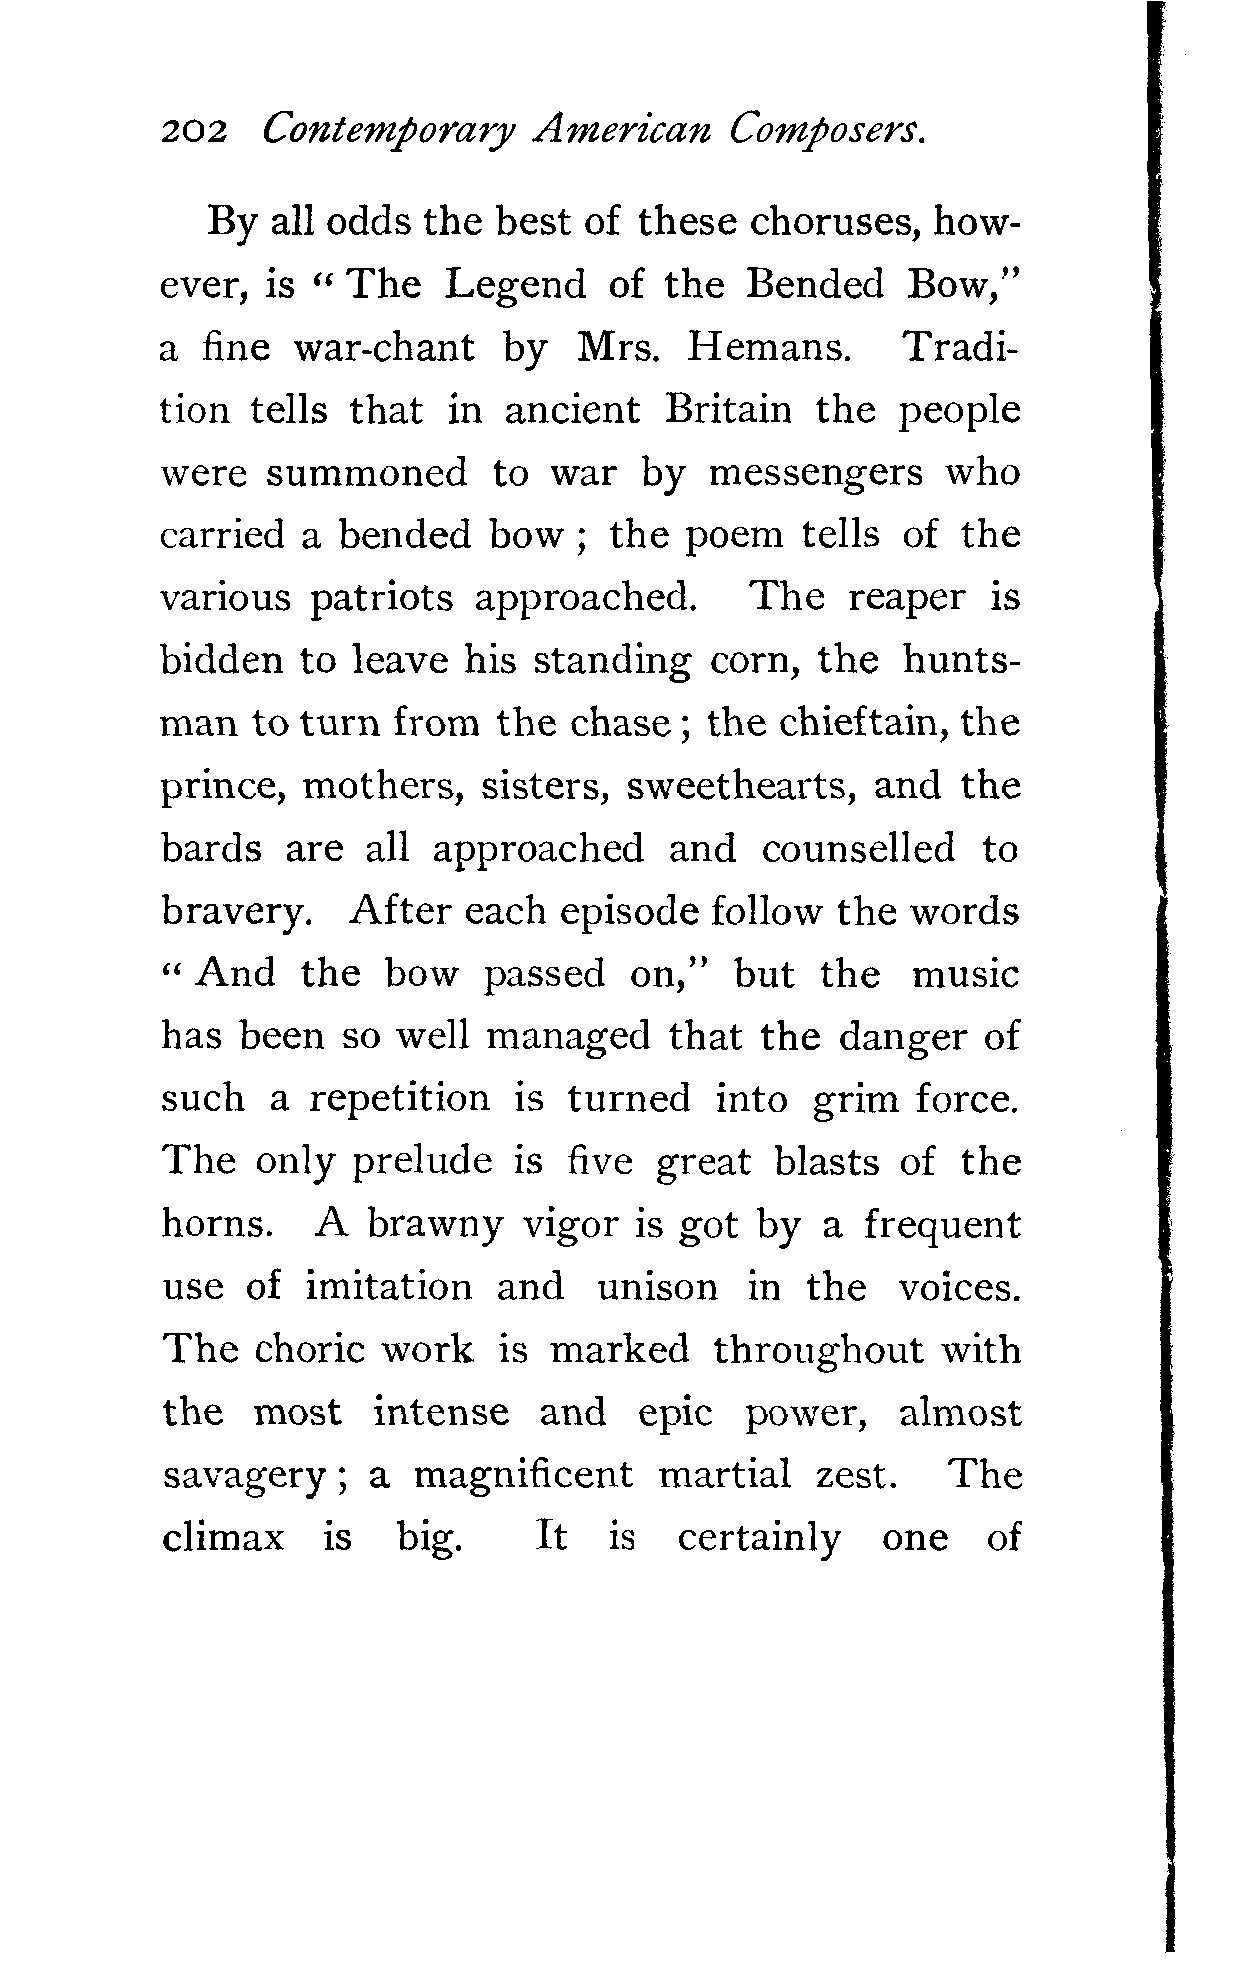 202 Contemporary American Composers.
By all odds the best of these choruses, how-
ever, is “ The Legend of the Bended Bow,”
a fine war-chant by Mrs. Hemans. Tradi-
tion tells that in ancient Britain the people
were summoned to war by messengers who
carried a bended bow ; the poem tells of the
various patriots approached. The reaper is
bidden to leave his standing corn, the hunts-
man to turn from the chase ; the chieftain, the
prince, mothers, sisters, sweethearts, and the
bards are all approached and counselled to
bravery. After each episode follow the words
“ And the bow passed on,” but the music
has been so well managed that the danger of
such a repetition is turned into grim force.
The only prelude is five great blasts of the
horns. A brawny vigor is got by a frequent
use of imitation and unison in the voices.
The choric work is marked throughout with
the most intense and epic power, almost
savagery ; a magnificent martial zest. The
climax is big. It is certainly one of